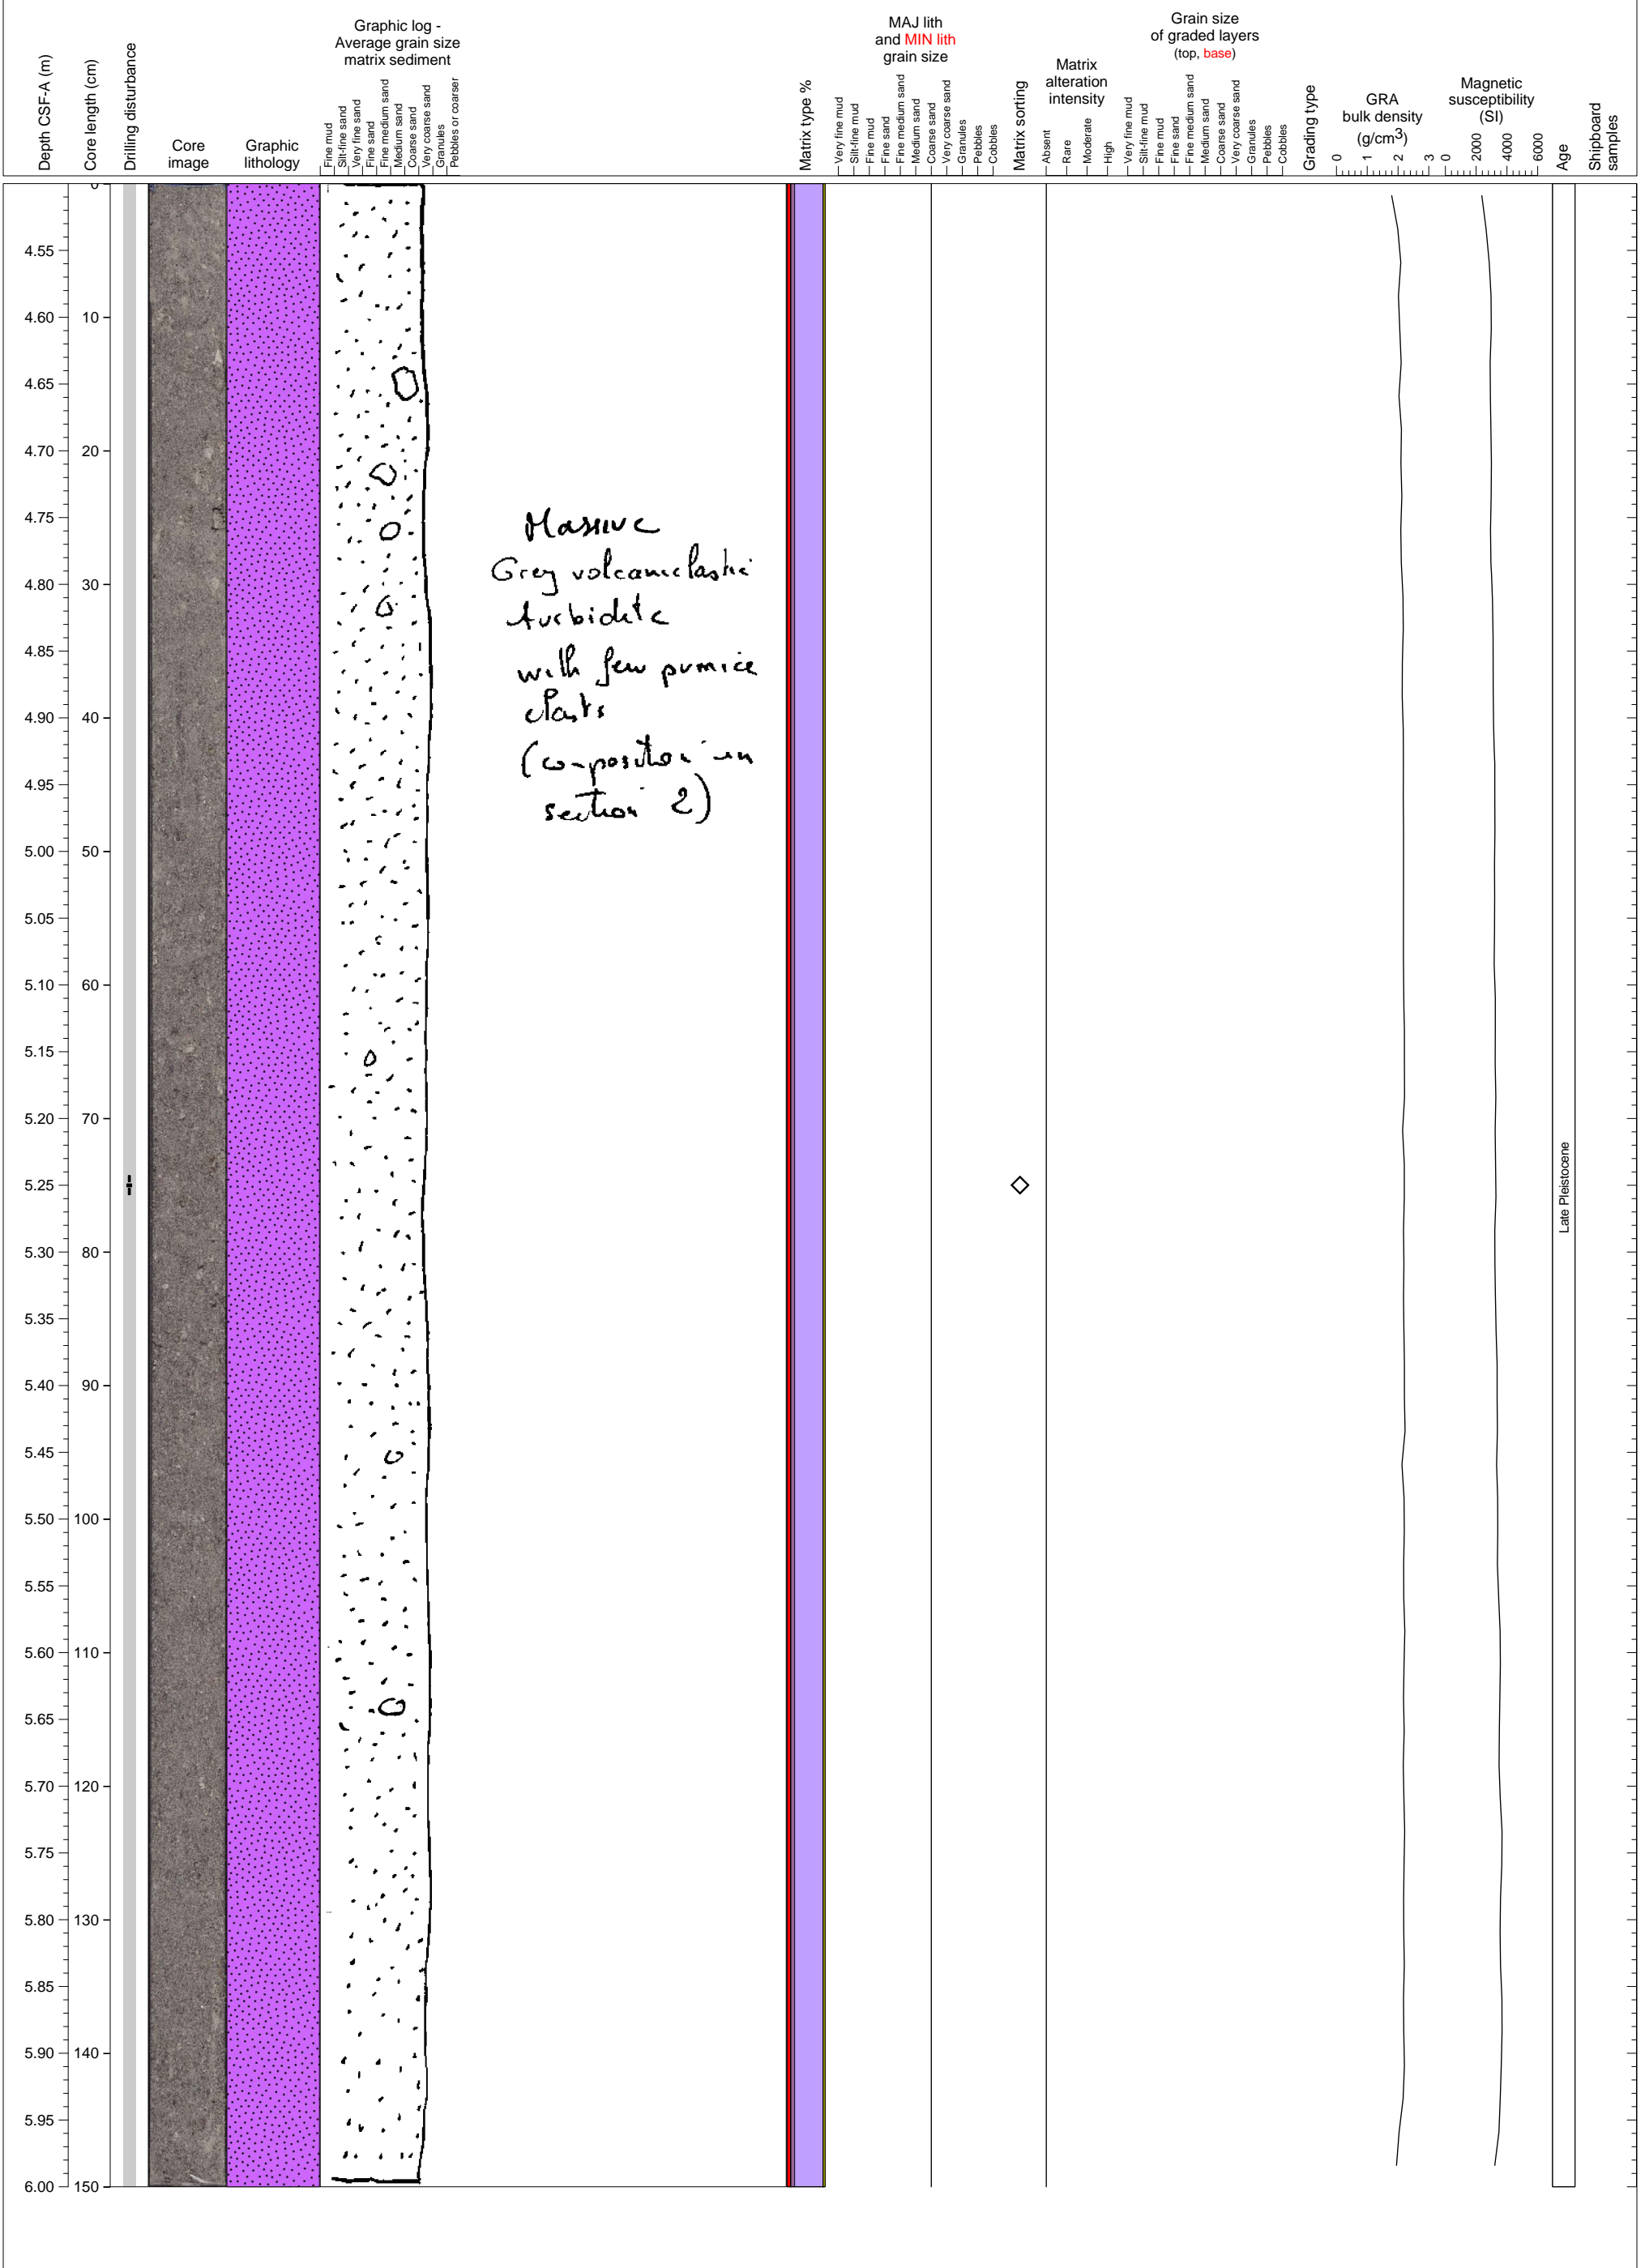 Depth CSF-A (m)
Core length (cm)
Drilling disturbance
Core
image
Graphic
lithology
Graphic log -
Average grain size
matrix sediment
Fine mud
Silt-fine sand
Very fine sand
Fine sand
Fine medium sand
Medium sand
Coarse sand
Very coarse sand
Granules
Pebbles or coarser
Matrix type %
MAJ lith
and MIN lith
grain size
Very fine mud
Silt-fine mud
Fine mud
Fine sand
Fine medium sand
Medium sand
Coarse sand
Very coarse sand
Granules
Pebbles
Cobbles
Matrix sorting
Matrix
alteration
intensity
Absent
Rare
Moderate
High
Grain size
of graded layers
(top, base)
Very fine mud
Silt-fine mud
Fine mud
Fine sand
Fine medium sand
Medium sand
Coarse sand
Very coarse sand
Granules
Pebbles
Cobbles
Grading type
GRA
bulk density
(g/cm3)
0
1
2
3
Magnetic
susceptibility
(SI)
0
2000
4000
6000
Age
Shipboard
samples
0
4.55
4.60 10
4.65
4.70 20
4.75
4.80 30
4.85
4.90 40
4.95
5.00 50
5.05
5.10 60
5.15
5.20 70
5.25
5.30 80
5.35
5.40 90
5.45
5.50 100
5.55
5.60 110
5.65
5.70 120
5.75
5.80 130
5.85
5.90 140
5.95
6.00 150
Massive
Grey volcaniclastic
turbidite
with few pumice
clasts
(composition in
section 2)
Late Pleistocene